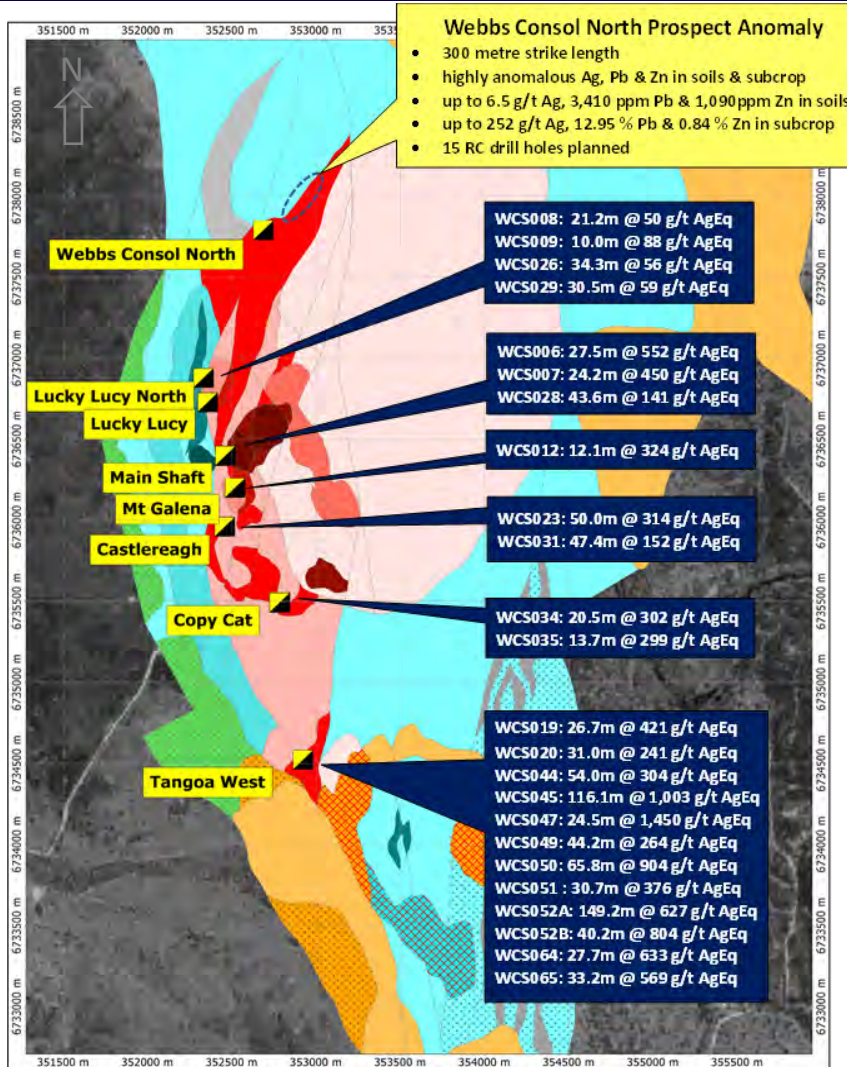 351500 m 352000 m 352500 m 353000 m
Webbs Consol North Prospect Anomaly
• 300 metre strike length
• highly anomalous Ag, Pb & Zn in soils & subcrop
• up to 6.5 g/t Ag, 3,410 ppm Pb & 1,090ppm Zn in soils
• up to 252 g/t Ag, 12.95 % Pb & 0.84 % Zn in subcrop
• 15 RC drill holes planned
N
6738500 m
6738000 m
6737500 m
6737000 m
6736500 m
6736000 m
6735500 m
6735000 m
6734500 m
6734000 m
6733500 m
6733000 m
Webbs Consol North
Lucky Lucy North
Lucky Lucy
Main Shaft
Mt Galena
Castlereagh
Copy Cat
Tangoa West
WCS008: 21.2m @ 50 g/t AgEq
WCS009: 10.0m @ 88 g/t AgEq
WCS026: 34.3m @ 56 g/t AgEq
WCS029: 30.5m @ 59 g/t AgEq
WCS006: 27.5m @ 552 g/t AgEq
WCS007: 24.2m @ 450 g/t AgEq
WCS028: 43.6m @ 141 g/t AgEq
WCS012: 12.1m @ 324 g/t AgEq
WCS023: 50.0m @ 314 g/t AgEq
WCS031: 47.4m @ 152 g/t AgEq
WCS034: 20.5m @ 302 g/t AgEq
WCS035: 13.7m @ 299 g/t AgEq
WCS019: 26.7m @ 421 g/t AgEq
WCS020: 31.0m @ 241 g/t AgEq
WCS044: 54.0m @ 304 g/t AgEq
WCS045: 116.1m @ 1,003 g/t AgEq
WCS047: 24.5m @ 1,450 g/t AgEq
WCS049: 44.2m @ 264 g/t AgEq
WCS050: 65.8m @ 904 g/t AgEq
WCS051 : 30.7m @ 376 g/t AgEq
WCS052A: 149.2m @ 627 g/t AgEq
WCS052B: 40.2m @ 804 g/t AgEq
WCS064: 27.7m @ 633 g/t AgEq
WCS065: 33.2m @ 569 g/t AgEq
6738000 m
6737500 m
6737000 m
6736500 m
6736000 m
6735500 m
6735000 m
6734500 m
6734000 m
6733500 m
6733000 m
351500 m 352000 m 352500 m 353000 m 353500 m 354000 m 354500 m 355000 m 355500 m